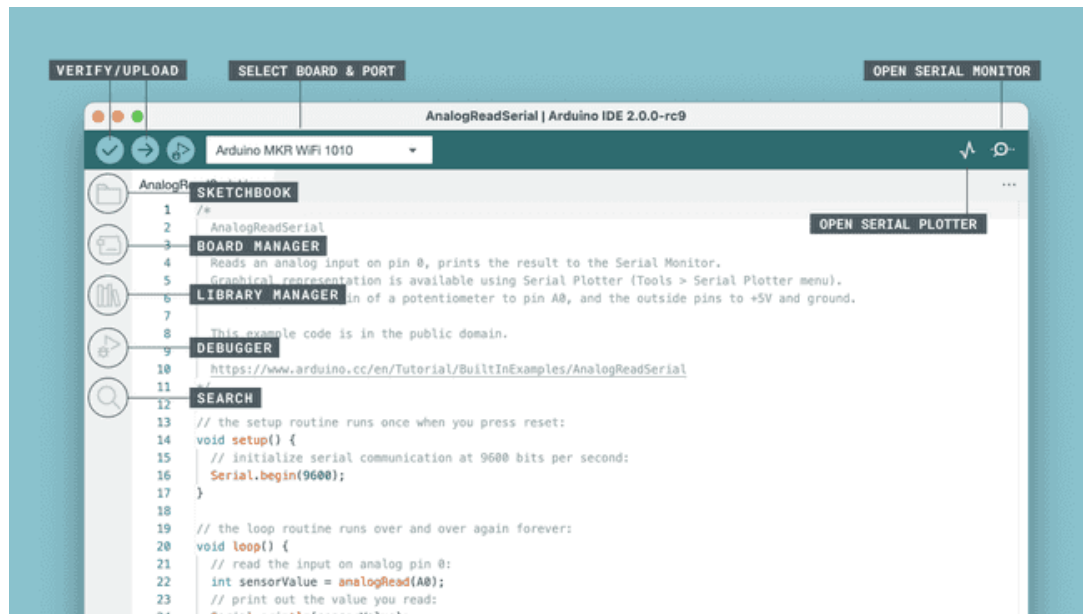 VERIFY/UPLOAD
SELECT BOARD & PORT
OPEN SERIAL MONITOR
AnalogReadSerial | Arduino IDE 2.0.0-rc9
Arduino MKR WiFi 1010
AnalogR
SKETCHBOOK
OPEN SERIAL PLOTTER
BOARD MANAGER
LIBRARY MANAGER
DEBUGGER
SEARCH
1 /*
2 AnalogReadSerial
3
4 Reads an analog input on pin 0, prints the result to the Serial Monitor.
5 Graphical representation is available using Serial Plotter (Tools > Serial Plotter menu).
6 in of a potentiometer to pin A0, and the outside pins to +5V and ground.
7
8 This example code is in the public domain.
9
10 https://www.arduino.cc/en/Tutorial/BuiltInExamples/AnalogReadSerial
11 */
12
13 // the setup routine runs once when you press reset:
14 void setup() {
15 // initialize serial communication at 9600 bits per second:
16 Serial.begin(9600);
17 }
18
19 // the loop routine runs over and over again forever:
20 void loop() {
21 // read the input on analog pin 0:
22 int sensorValue = analogRead(A0);
23 // print out the value you read: